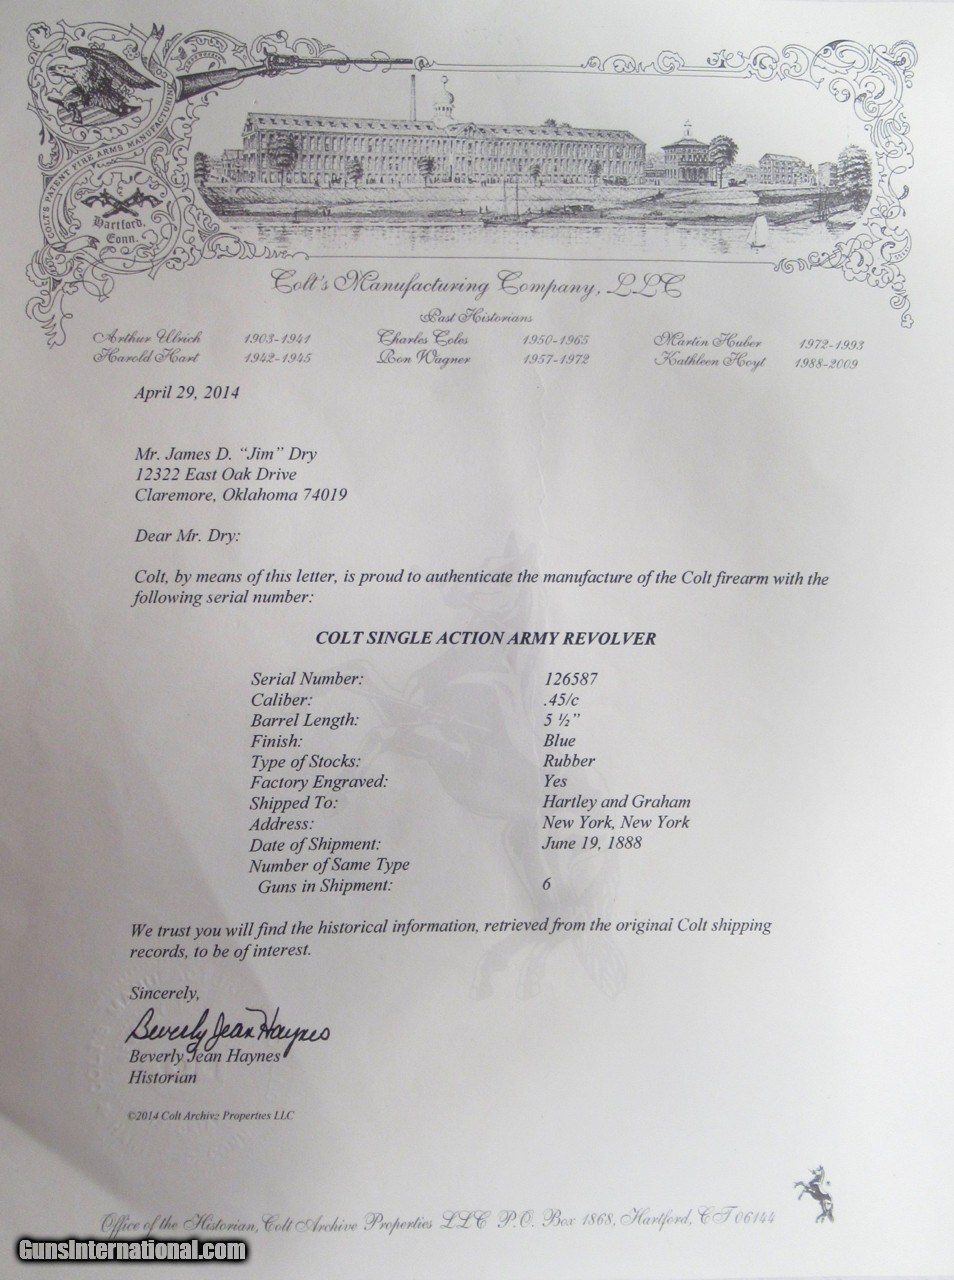 COLTS PATENT FIRE ARMS MANUFACTURING CO
Hartford.
Conn.
Colt's Manufacturing Company, LLC
Past Historians
Arthur Ulrich 1903-1941 Charles Coles 1950-1965 Martin Huber 1972-1993
Harold Hart 1942-1945 Ron Wagner 1957-1972 Kathleen Hoyt 1988-2009
April 29, 2014
Mr. James D. “Jim” Dry
12322 East Oak Drive
Claremore, Oklahoma 74019
Dear Mr. Dry:
Colt, by means of this letter, is proud to authenticate the manufacture of the Colt firearm with the
following serial number:
COLT SINGLE ACTION ARMY REVOLVER
Serial Number: 126587
Caliber: .45/c
Barrel Length: 5 ½”
Finish: Blue
Type of Stocks: Rubber
Factory Engraved: Yes
Shipped To: Hartley and Graham
Address: New York, New York
Date of Shipment: June 19, 1888
Number of Same Type
Guns in Shipment: 6
We trust you will find the historical information, retrieved from the original Colt shipping
records, to be of interest.
Sincerely,
Beverly Jean Haynes
Beverly Jean Haynes
Historian
©2014 Colt Archive Properties LLC
Office of the Historian, Colt Archive Properties LLC P.O. Box 1868, Hartford, CT 06144
GunsInternational.com